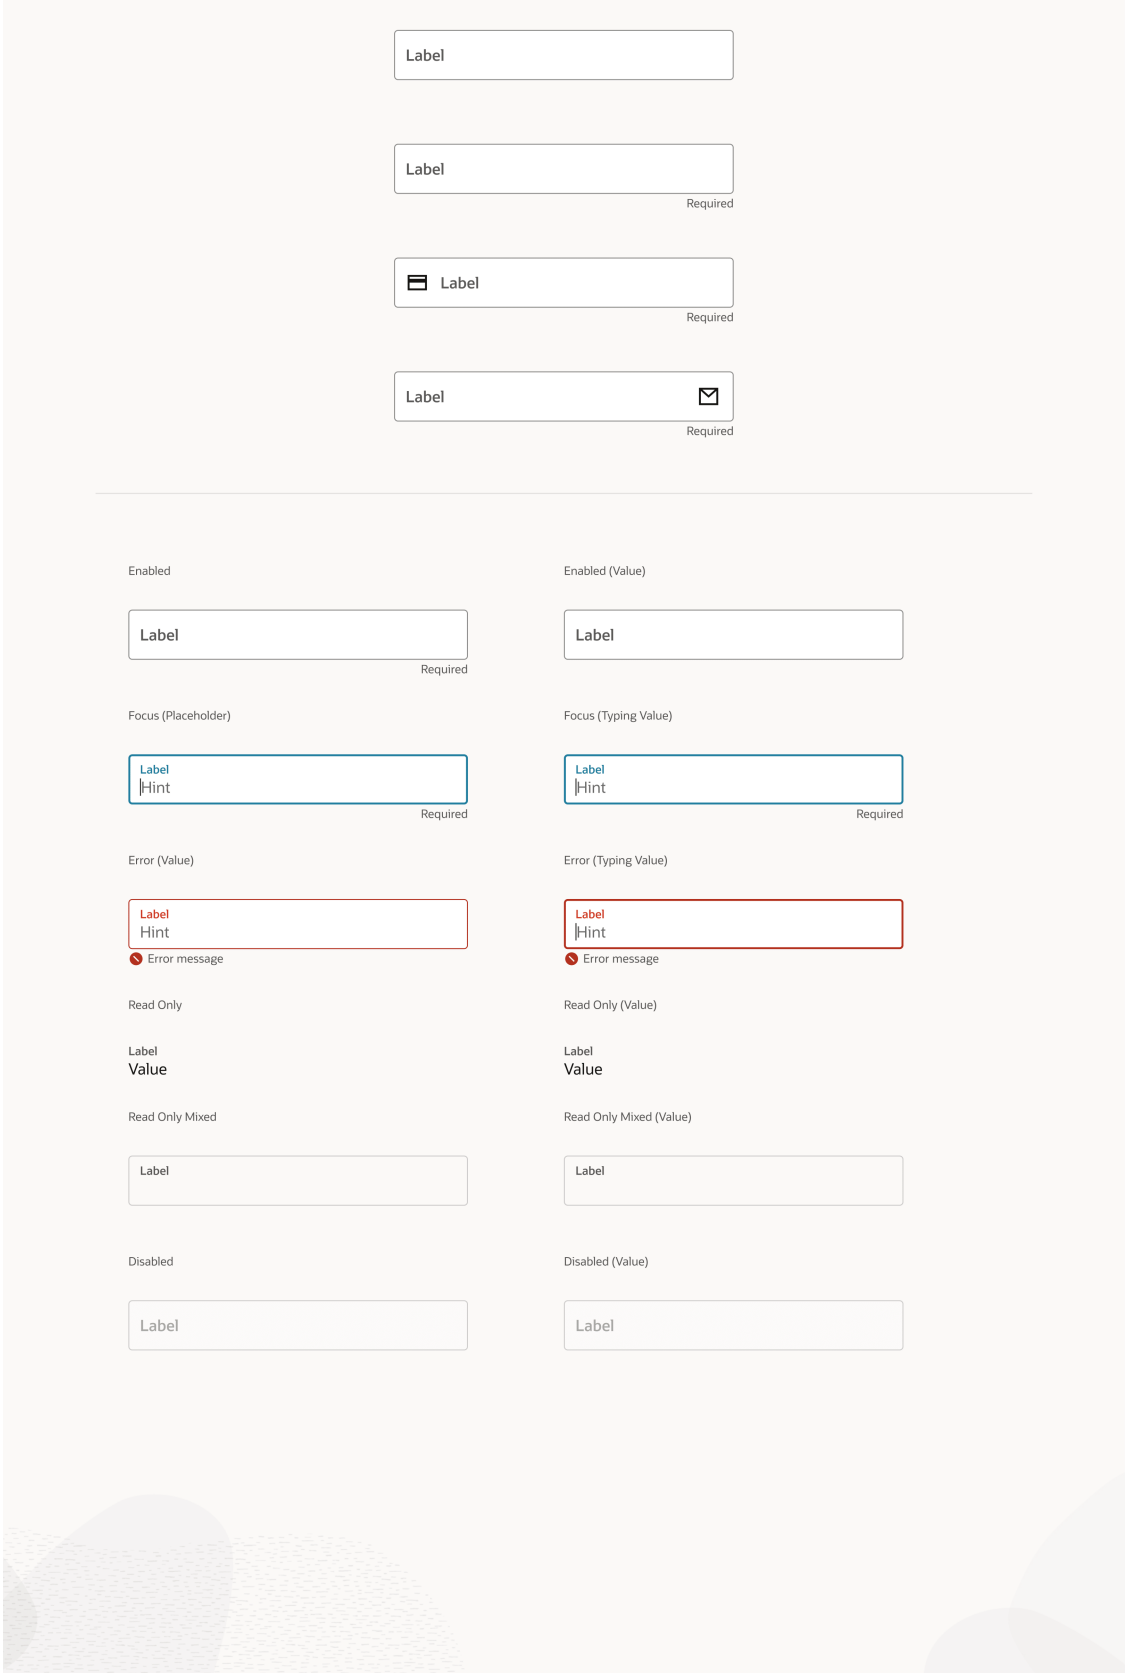 Label
Label
Required
Label
Required
Label
Required
Enabled
Enabled (Value)
Label
Label
Required
Focus (Placeholder)
Focus (Typing Value)
Label
Label
Hint
Hint
Required
Required
Error (Value)
Error (Typing Value)
Label
Label
Hint
Hint
Error message
Error message
Read Only
Read Only (Value)
Label
Label
Value
Value
Read Only Mixed
Read Only Mixed (Value)
Label
Label
Disabled
Disabled (Value)
Label
Label